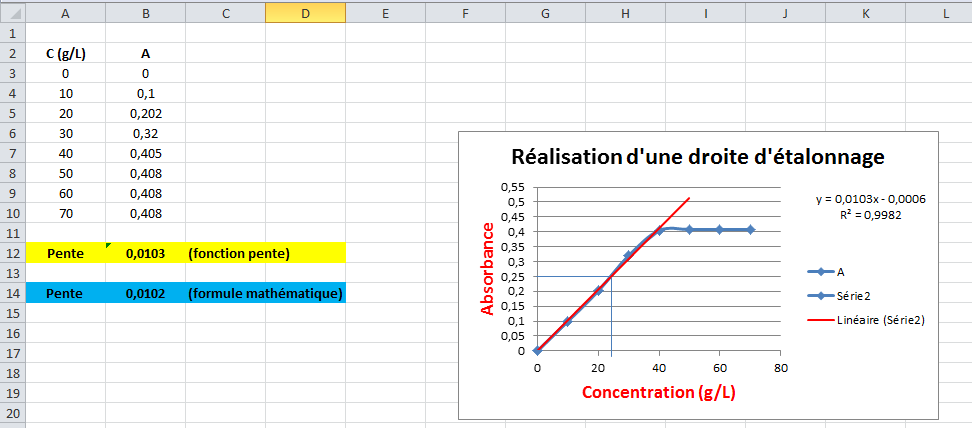 A B C D E F G H I J K L
1
2 C (g/L) A
3 0 0
4 10 0,1
5 20 0,202
6 30 0,32
7 40 0,405
8 50 0,408
9 60 0,408
10 70 0,408
11
12 Pente 0,0103 (fonction pente)
13
14 Pente 0,0102 (formule mathématique)
15
16
17
18
19
20
Réalisation d'une droite d'étalonnage
Absorbance
0,55
0,5
0,45
0,4
0,35
0,3
0,25
0,2
0,15
0,1
0,05
0
0 20 40 60 80
Concentration (g/L)
y = 0,0103x - 0,0006
R² = 0,9982
A
Série2
Linéaire (Série2)